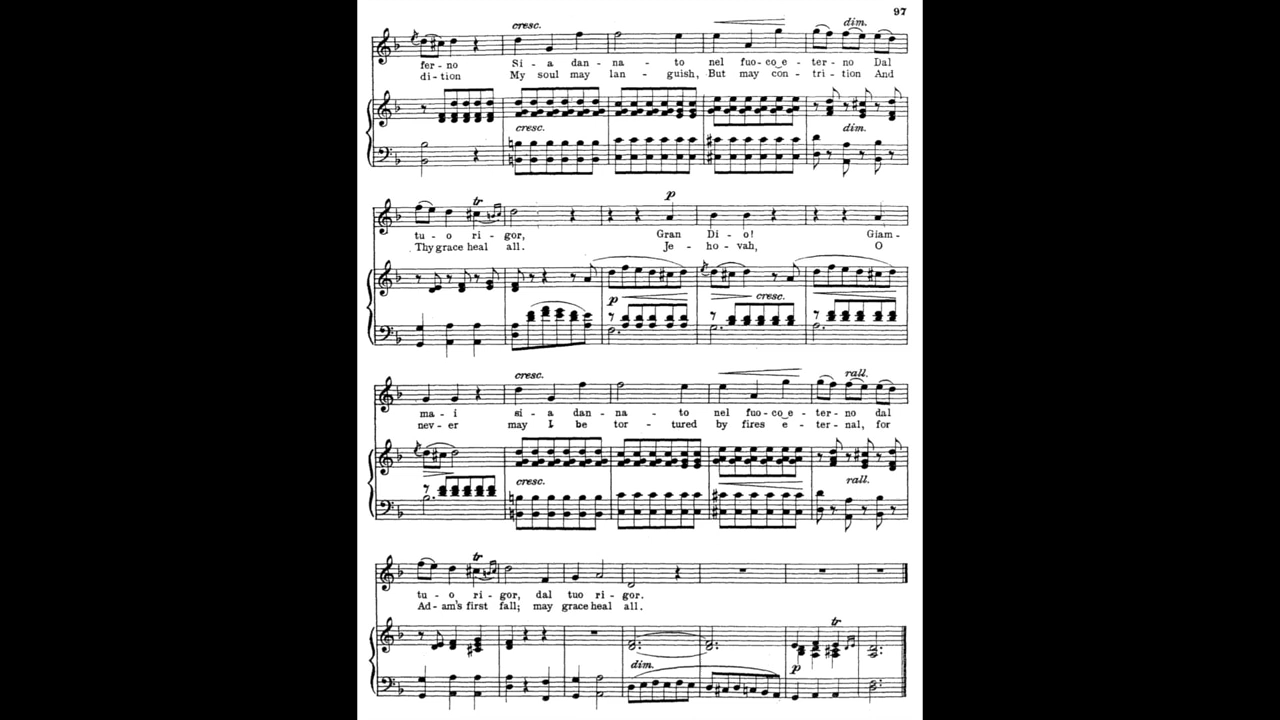 97
cresc.
dim.
fer - no Si - a dan - na - to nel fuo-co e - ter - no Dal
di - tion My soul may lan - guish, But may con - tri - tion And
cresc.
dim.
tr
p
tu - o ri - gor, Gran Di - o! Giam-
Thy grace heal all. Je - ho - vah, O
p
cresc.
cresc.
rall.
ma - i si - a dan - na - to nel fuo-co e - ter - no dal
nev - er may I be tor - tured by fires e - ter - nal, for
cresc.
rall.
tr
tu - o ri - gor, dal tuo ri - gor.
Ad - am's first fall; may grace heal all.
tr
dim.
p